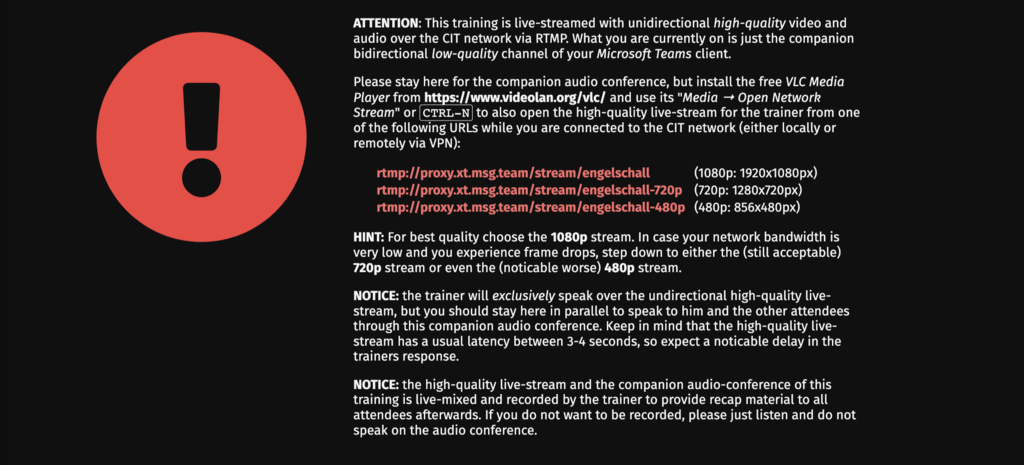 ATTENTION: This training is live-streamed with unidirectional high-quality video and
audio over the CIT network via RTMP. What you are currently on is just the companion
bidirectional low-quality channel of your Microsoft Teams client.
Please stay here for the companion audio conference, but install the free VLC Media
Player from https://www.videolan.org/vlc/ and use its "Media → Open Network
Stream" or CTRL–N to also open the high-quality live-stream for the trainer from one
of the following URLs while you are connected to the CIT network (either locally or
remotely via VPN):
rtmp://proxy.xt.msg.team/stream/engelschall (1080p: 1920x1080px)
rtmp://proxy.xt.msg.team/stream/engelschall-720p (720p: 1280x720px)
rtmp://proxy.xt.msg.team/stream/engelschall-480p (480p: 856x480px)
HINT: For best quality choose the 1080p stream. In case your network bandwidth is
very low and you experience frame drops, step down to either the (still acceptable)
720p stream or even the (noticable worse) 480p stream.
NOTICE: the trainer will exclusively speak over the undirectional high-quality live-
stream, but you should stay here in parallel to speak to him and the other attendees
through this companion audio conference. Keep in mind that the high-quality live-
stream has a usual latency between 3-4 seconds, so expect a noticable delay in the
trainers response.
NOTICE: the high-quality live-stream and the companion audio-conference of this
training is live-mixed and recorded by the trainer to provide recap material to all
attendees afterwards. If you do not want to be recorded, please just listen and do not
speak on the audio conference.